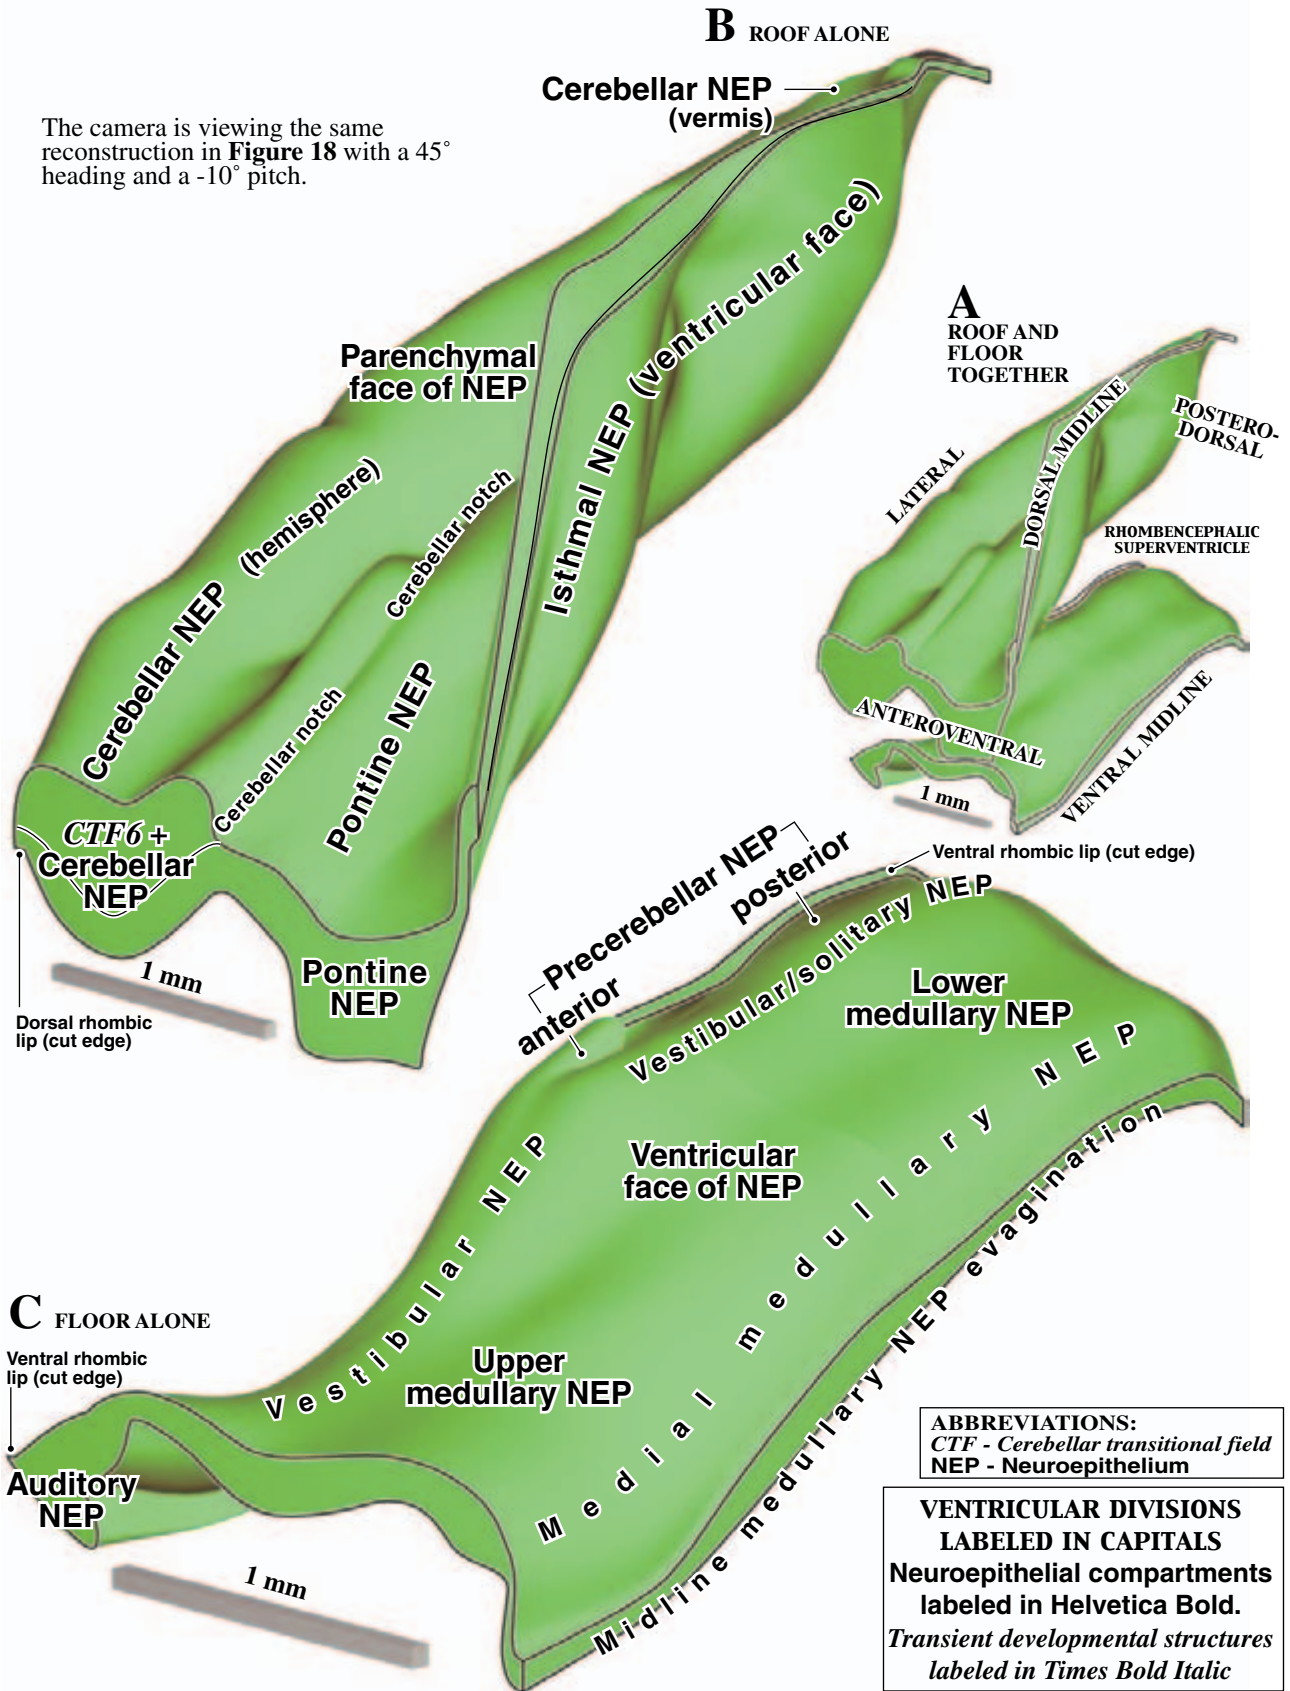 B ROOF ALONE
Cerebellar NEP
(vermis)
The camera is viewing the same
reconstruction in Figure 18 with a 45˚
heading and a -10˚ pitch.
Parenchymal
face of NEP
Isthmal NEP (ventricular face)
Cerebellar NEP (hemisphere)
Cerebellar notch
Cerebellar notch
Pontine NEP
CTF6 +
Cerebellar
NEP
1 mm
Pontine
NEP
Dorsal rhombic
lip (cut edge)
A
ROOF AND
FLOOR
TOGETHER
LATERAL
DORSAL MIDLINE
POSTERO-
DORSAL
RHOMBENCEPHALIC
SUPERVENTRICLE
ANTEROVENTRAL
VENTRAL MIDLINE
1 mm
Precerebellar NEP
posterior
anterior
Ventral rhombic lip (cut edge)
Vestibular/solitary NEP
Lower
medullary NEP
Ventricular
face of NEP
Vestibular NEP
Medial medullary NEP
Midline medullary NEP evagination
C FLOOR ALONE
Ventral rhombic
lip (cut edge)
Upper
medullary NEP
Auditory
NEP
1 mm
ABBREVIATIONS:
CTF - Cerebellar transitional field
NEP - Neuroepithelium
VENTRICULAR DIVISIONS
LABELED IN CAPITALS
Neuroepithelial compartments
labeled in Helvetica Bold.
Transient developmental structures
labeled in Times Bold Italic